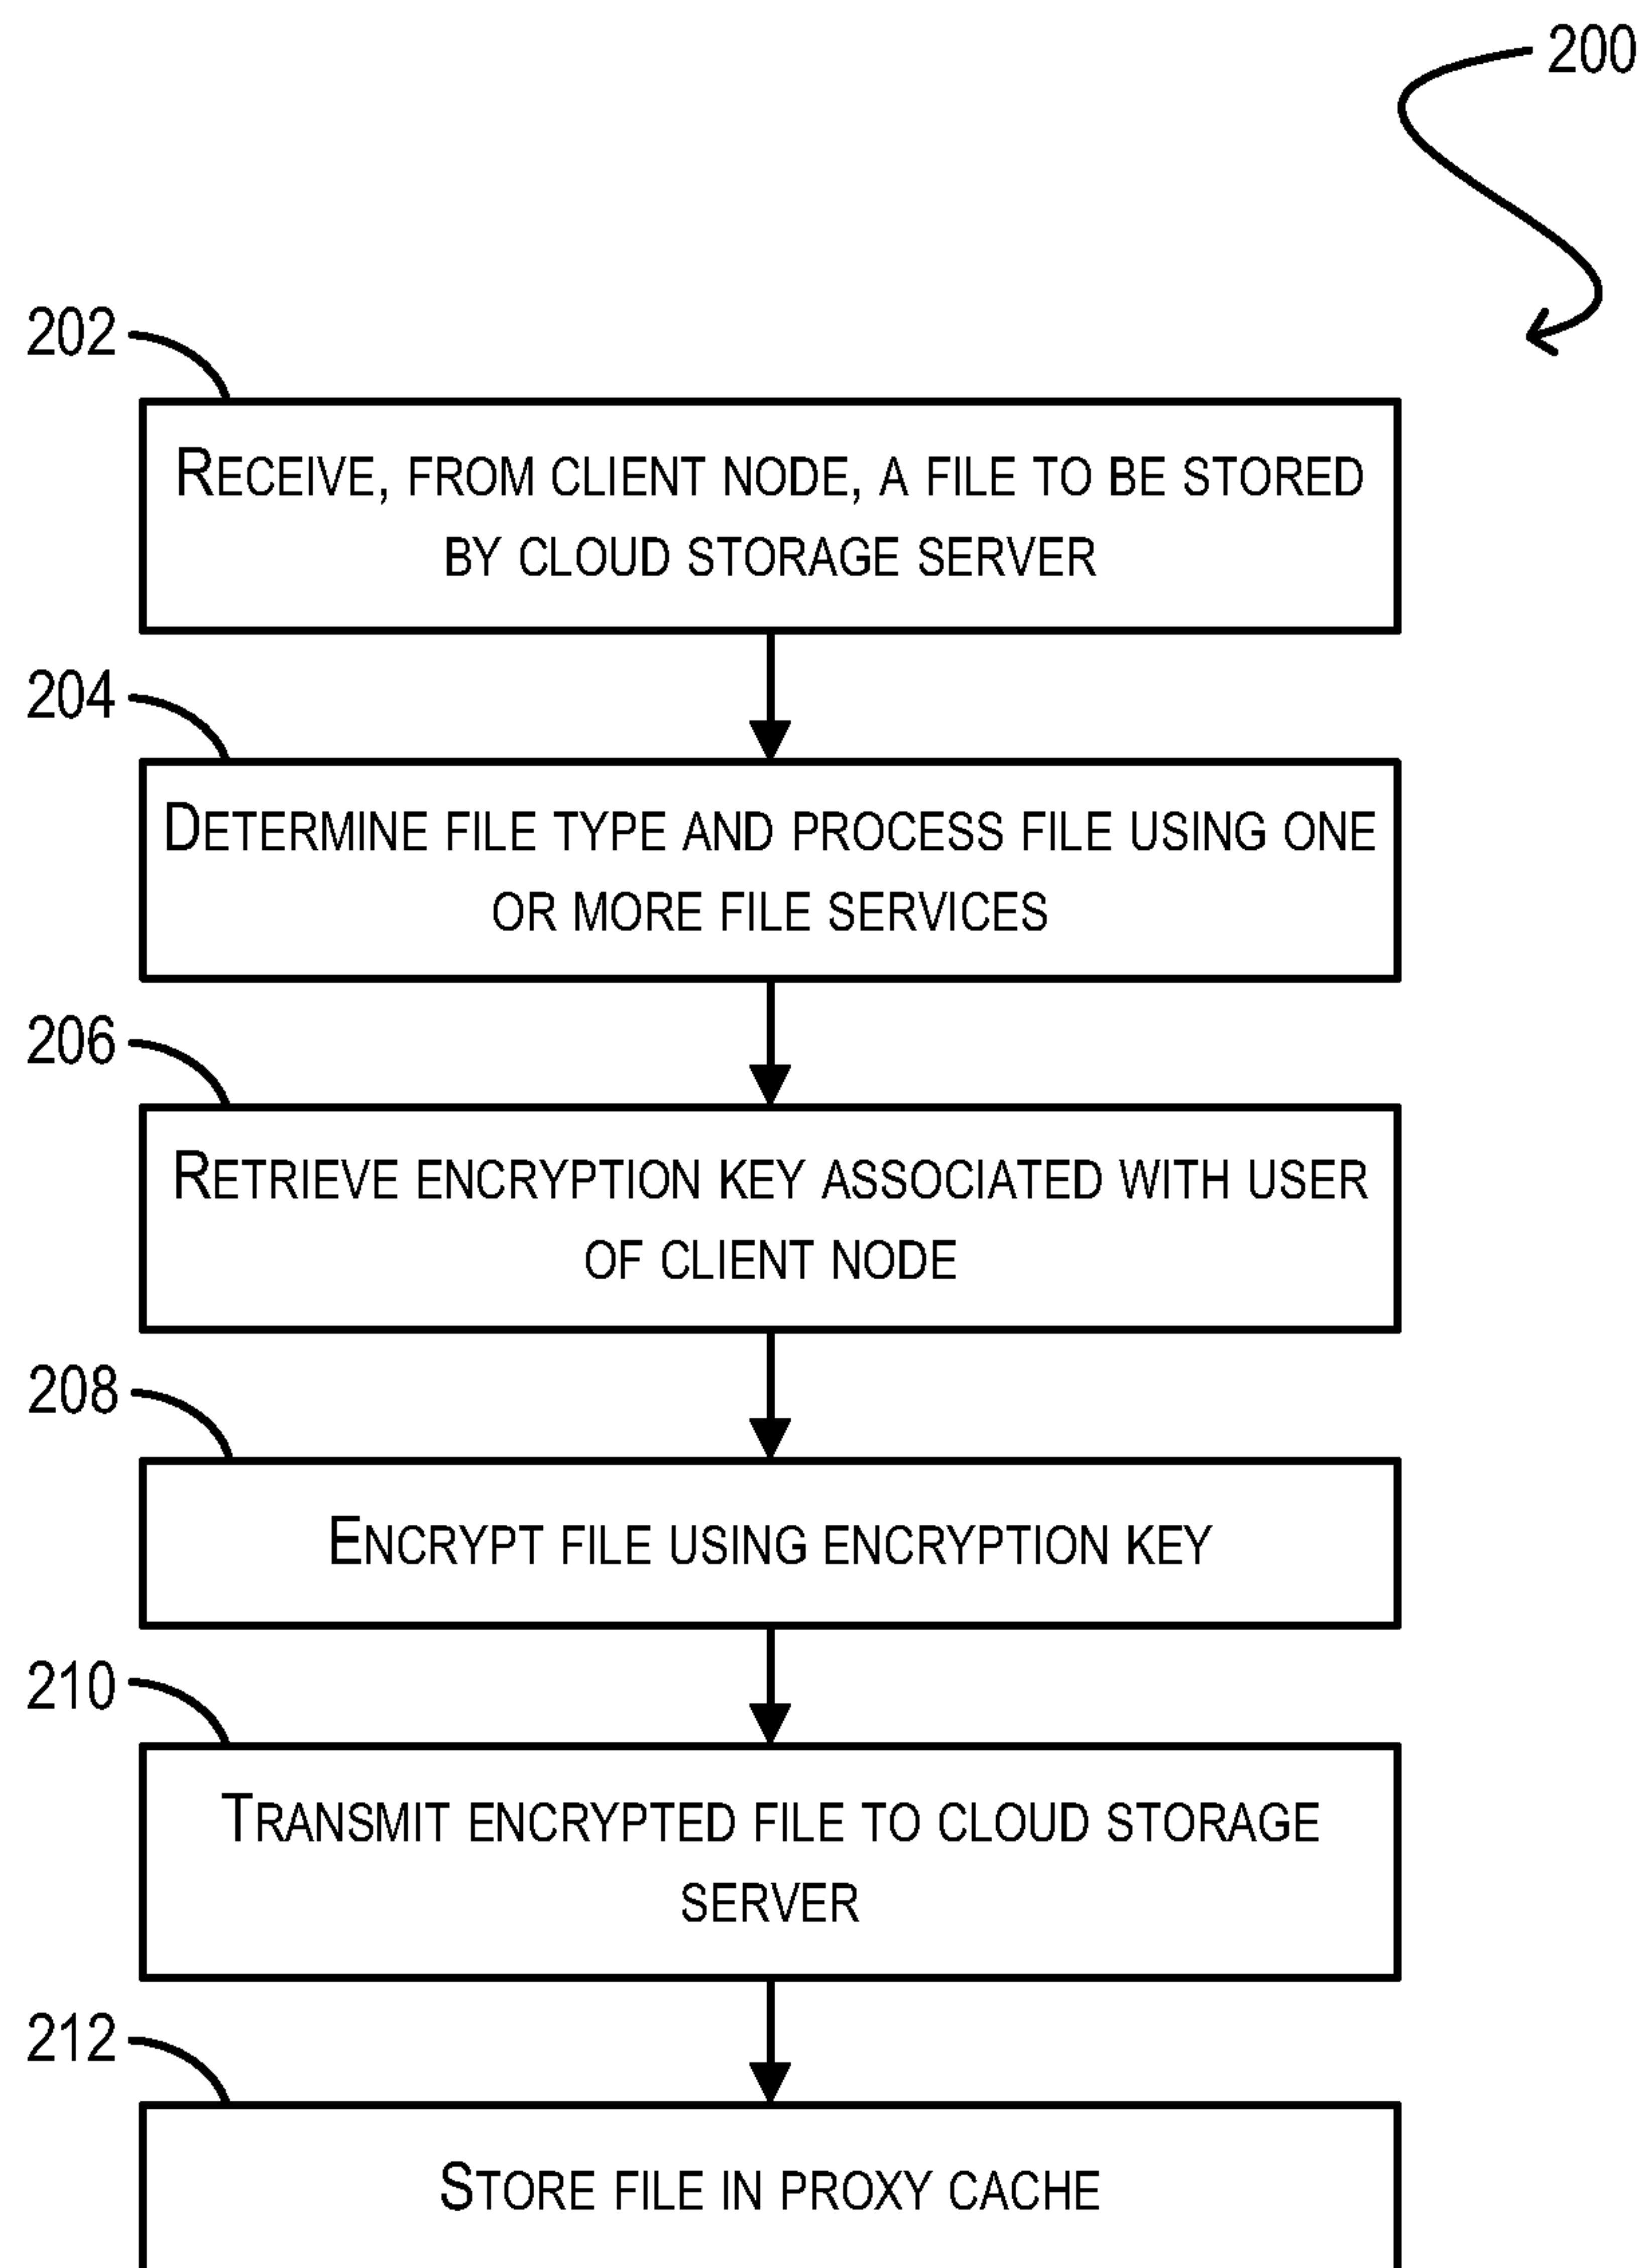 200
202
RECEIVE, FROM CLIENT NODE, A FILE TO BE STORED
BY CLOUD STORAGE SERVER
204
DETERMINE FILE TYPE AND PROCESS FILE USING ONE
OR MORE FILE SERVICES
206
RETRIEVE ENCRYPTION KEY ASSOCIATED WITH USER
OF CLIENT NODE
208
ENCRYPT FILE USING ENCRYPTION KEY
210
TRANSMIT ENCRYPTED FILE TO CLOUD STORAGE
SERVER
212
STORE FILE IN PROXY CACHE